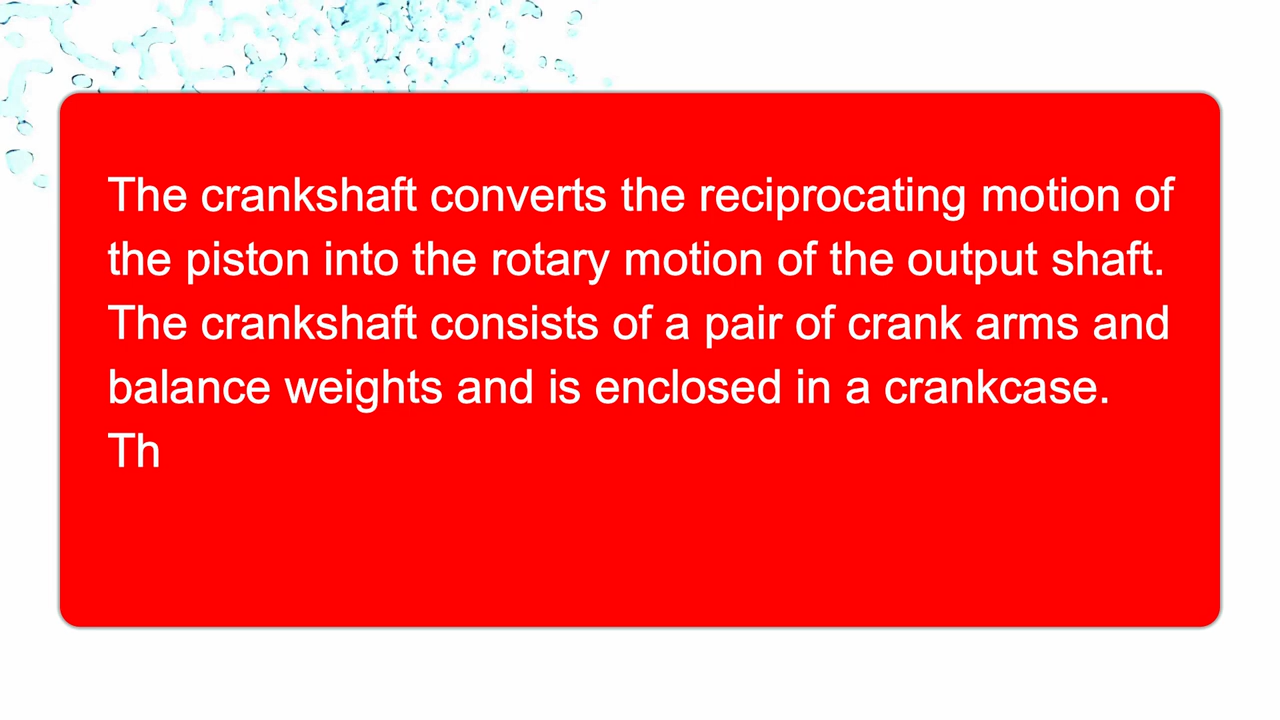 The crankshaft converts the reciprocating motion of
the piston into the rotary motion of the output shaft.
The crankshaft consists of a pair of crank arms and
balance weights and is enclosed in a crankcase.
Th